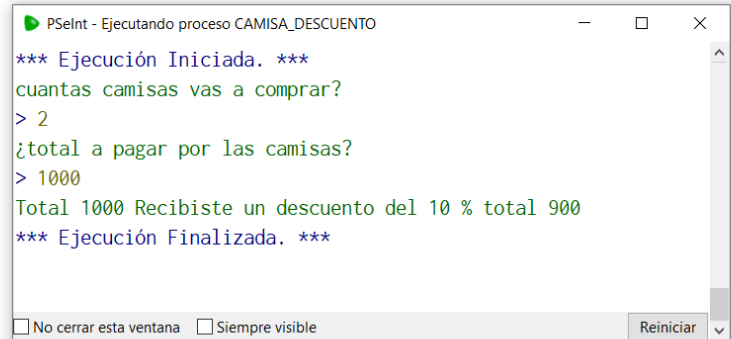 PSeInt - Ejecutando proceso CAMISA_DESCUENTO
*** Ejecución Iniciada. ***
cuantas camisas vas a comprar?
> 2
¿total a pagar por las camisas?
> 1000
Total 1000 Recibiste un descuento del 10 % total 900
*** Ejecución Finalizada. ***
No cerrar esta ventana Siempre visible Reiniciar